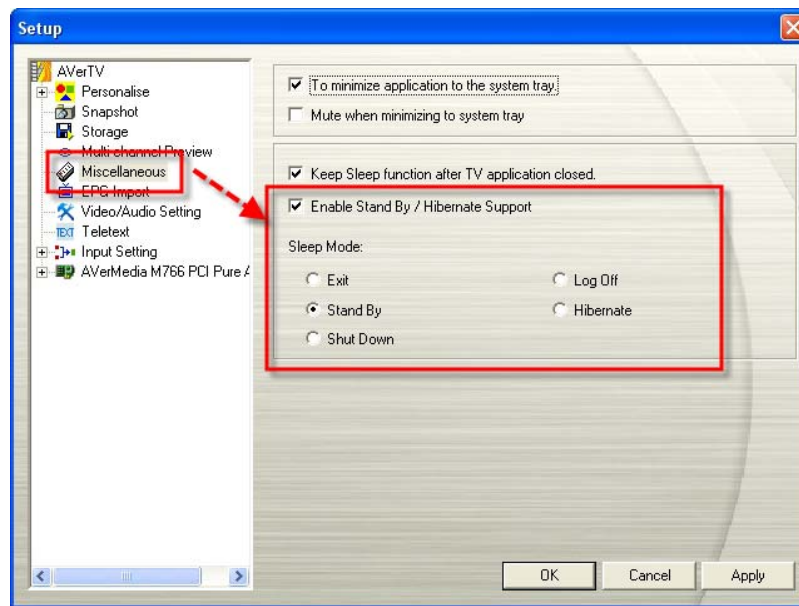 Setup
AVerTV
Personalise
Snapshot
Storage
Multi channel Preview
Miscellaneous
EPG Import
Video/Audio Setting
TEXT Teletext
Input Setting
AVerMedia M766 PCI Pure
To minimize application to the system tray.
Mute when minimizing to system tray
Keep Sleep function after TV application closed.
Enable Stand By / Hibernate Support
Sleep Mode:
Exit
Log Off
Stand By
Hibernate
Shut Down
OK
Cancel
Apply